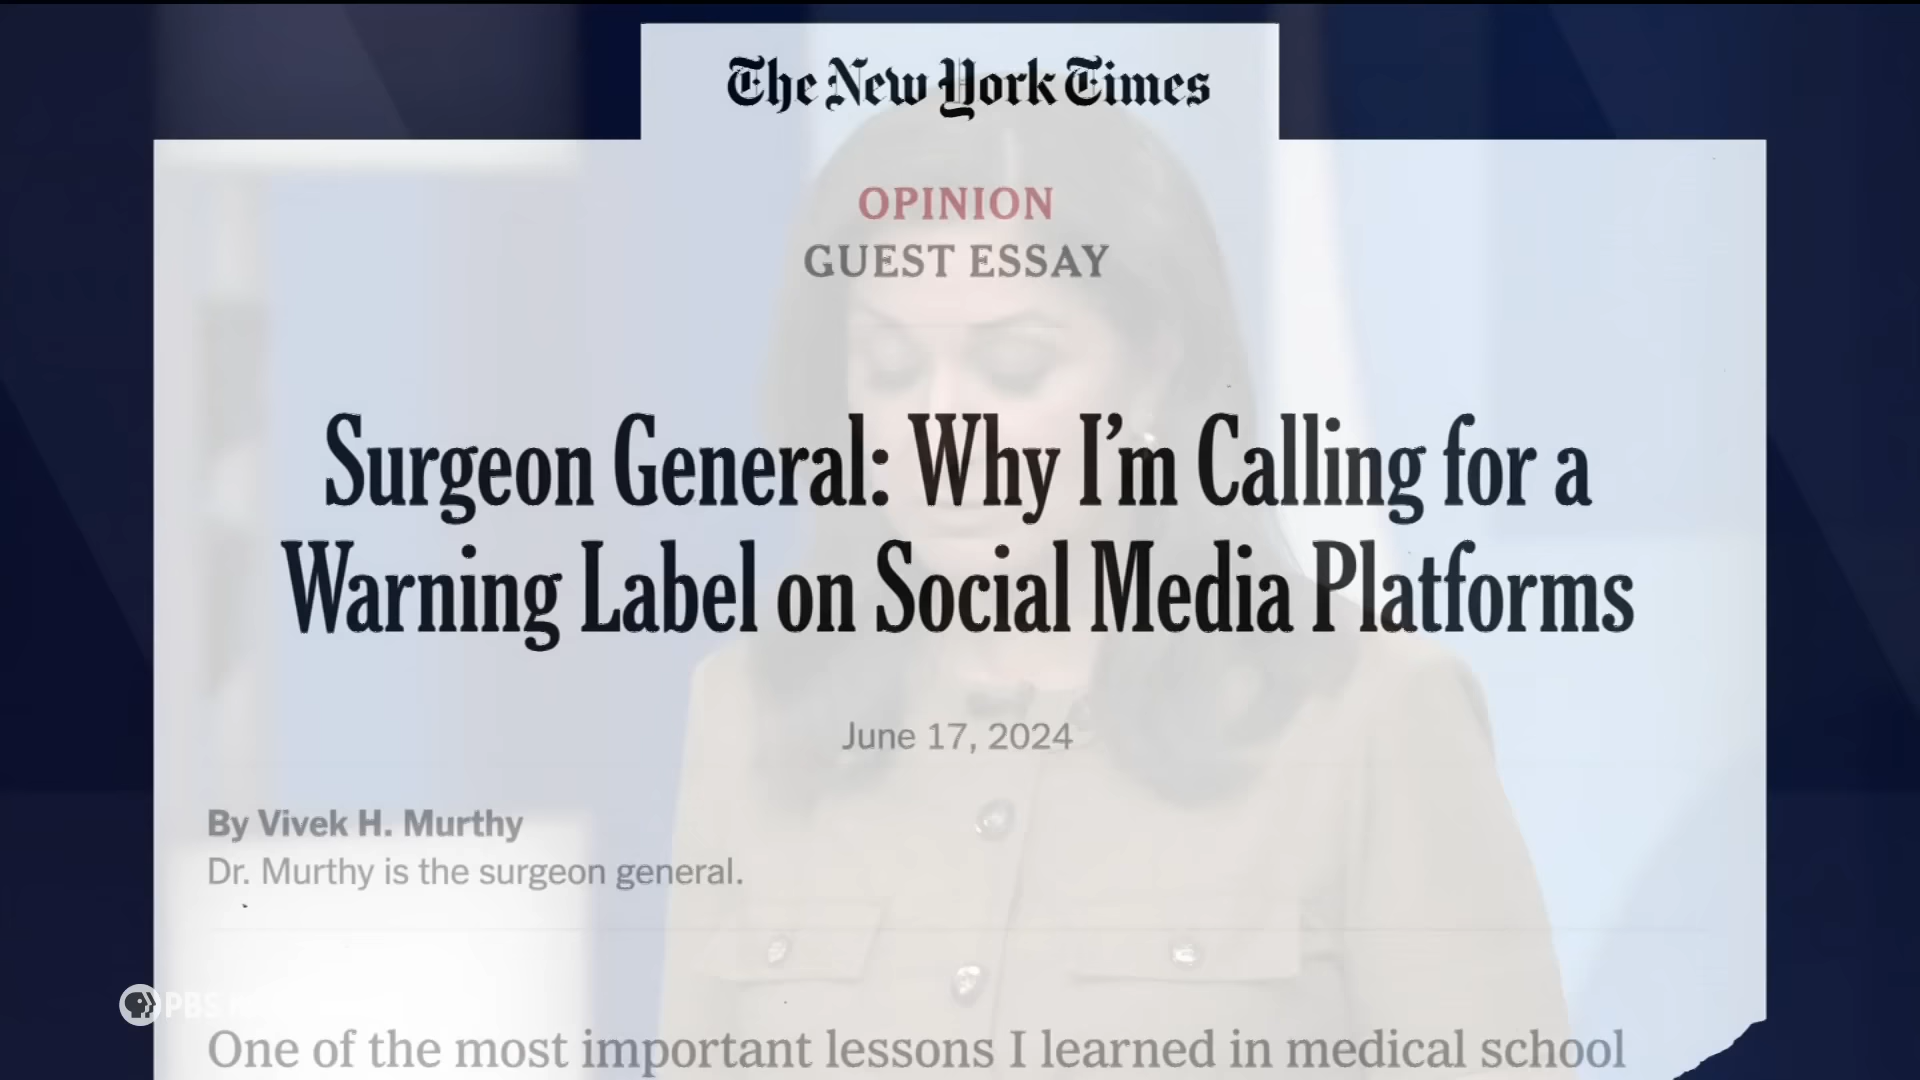 The New York Times
OPINION
GUEST ESSAY
Surgeon General: Why I'm Calling for a
Warning Label on Social Media Platforms
June 17, 2024
By Vivek H. Murthy
Dr. Murthy is the surgeon general.
PBS
One of the most important lessons I learned in medical school